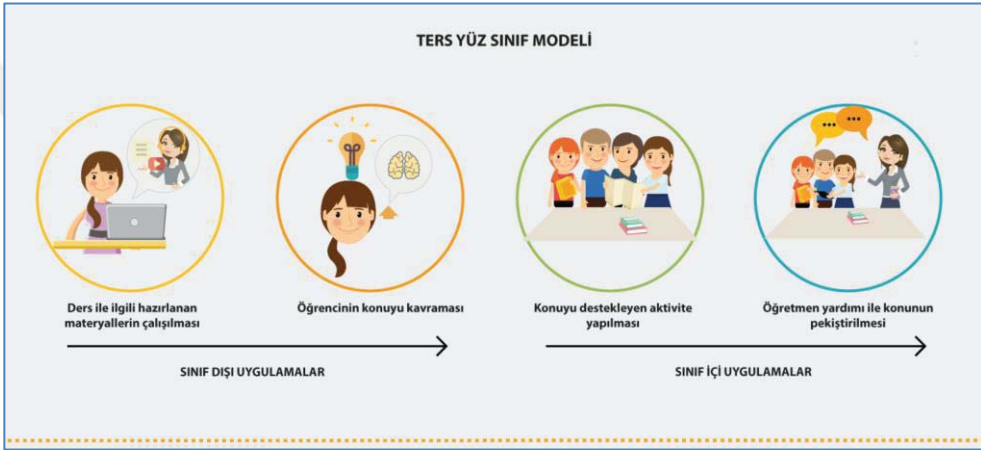 TERS YÜZ SINIF MODELİ
Ders ile ilgili hazırlanan
materyallerin çalışılması
Öğrencinin konuyu kavraması
Konuyu destekleyen aktivite
yapılması
Öğretmen yardımı ile konunun
pekiştirilmesi
SINIF DIŞI UYGULAMALAR
SINIF İÇİ UYGULAMALAR